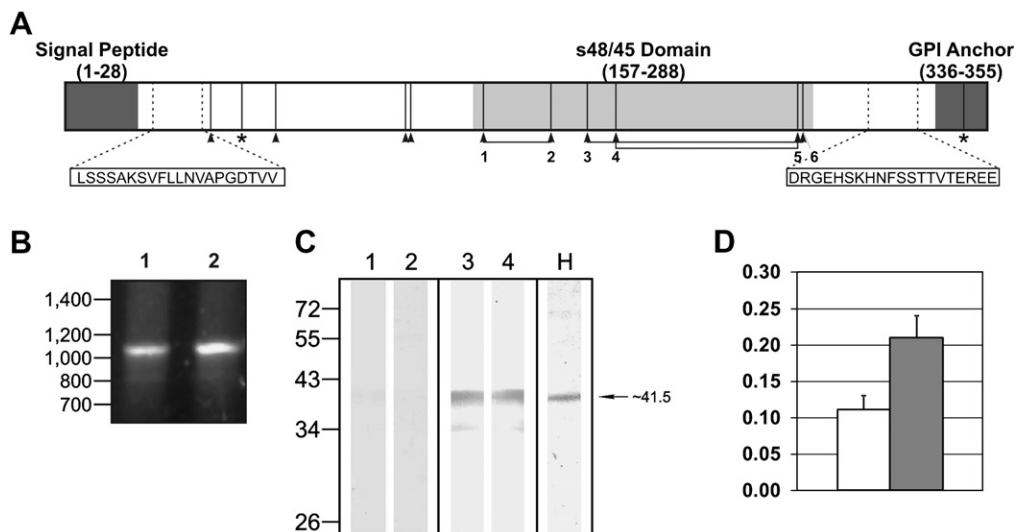 A
Signal Peptide
(1-28)
s48/45 Domain
(157-288)
GPI Anchor
(336-355)
* *
1 2 3 4 5 6
LSSSAKSVFLLNVAPGDTVV
DRGEHSKHNFSSTTVTEREE
B
1 2
1,400
1,200
1,000
800
700
C
1 2 3 4 H
72
55
43
34
26
~41.5
D
0.30
0.25
0.20
0.15
0.10
0.05
0.00